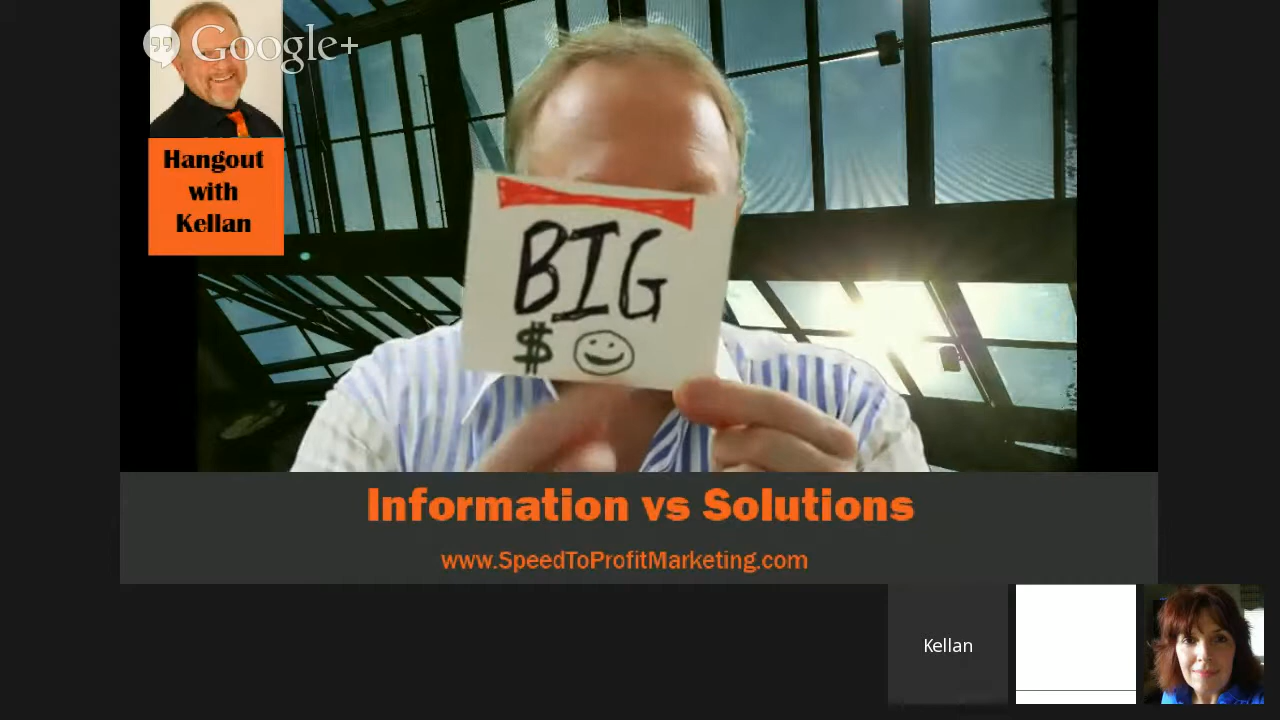 Google+
Hangout
with
Kellan
BIG
$
Information vs Solutions
www.SpeedToProfitMarketing.com
Kellan